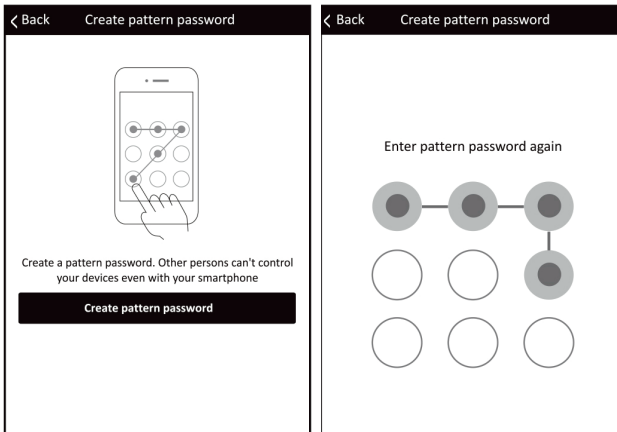 Back
Create pattern password
Create a pattern password. Other persons can't control
your devices even with your smartphone
Create pattern password
Back
Create pattern password
Enter pattern password again